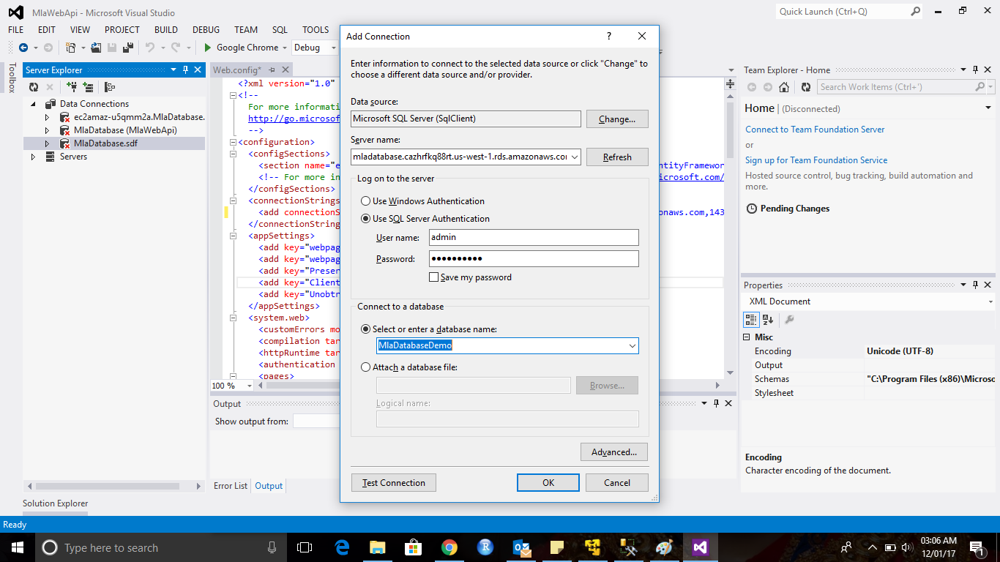 MlaWebApi - Microsoft Visual Studio
Quick Launch (Ctrl+Q)
FILE EDIT VIEW PROJECT BUILD DEBUG TEAM SQL TOOLS
Google Chrome
Debug
Toolbox
Server Explorer
Data Connections
ec2amaz-u5qmm2a.MlaDatabase.
MlaDatabase (MlaWebApi)
MlaDatabase.sdf
Servers
Solution Explorer
Web.config*
<?xml version="1.0"
<!--
For more informati
http://go.microsof
-->
<configuration>
<configSections>
<section name="e
ntityFramework
<!-- For more in
icrosoft.com/
</configSections>
<connectionStrings
<add connectionS
onaws.com,143
</connectionString
<appSettings>
<add key="webpag
<add key="webpag
<add key="Preser
<add key="Client
<add key="Unobtr
</appSettings>
<system.web>
<customErrors mo
<compilation tar
<httpRuntime tar
<authentication
<pages>
100 %
Output
Show output from:
Error List
Output
Add Connection
?
Enter information to connect to the selected data source or click "Change" to
choose a different data source and/or provider.
Data source:
Microsoft SQL Server (SqlClient)
Change...
Server name:
mladatabase.cazhrfkq88rt.us-west-1.rds.amazonaws.co
Refresh
Log on to the server
Use Windows Authentication
Use SQL Server Authentication
User name:
admin
Password:
●●●●●●●●●●
Save my password
Connect to a database
Select or enter a database name:
MlaDatabaseDemo
Attach a database file:
Browse...
Logical name:
Advanced...
Test Connection
OK
Cancel
Team Explorer - Home
Search Work Items (Ctrl+')
Home | (Disconnected)
Connect to Team Foundation Server
or
Sign up for Team Foundation Service
Hosted source control, bug tracking, build automation and
more.
Pending Changes
Properties
XML Document
Misc
Encoding
Unicode (UTF-8)
Output
Schemas
"C:\Program Files (x86)\Microso
Stylesheet
Encoding
Character encoding of the document.
Ready
Type here to search
03:06 AM
12/01/17
1